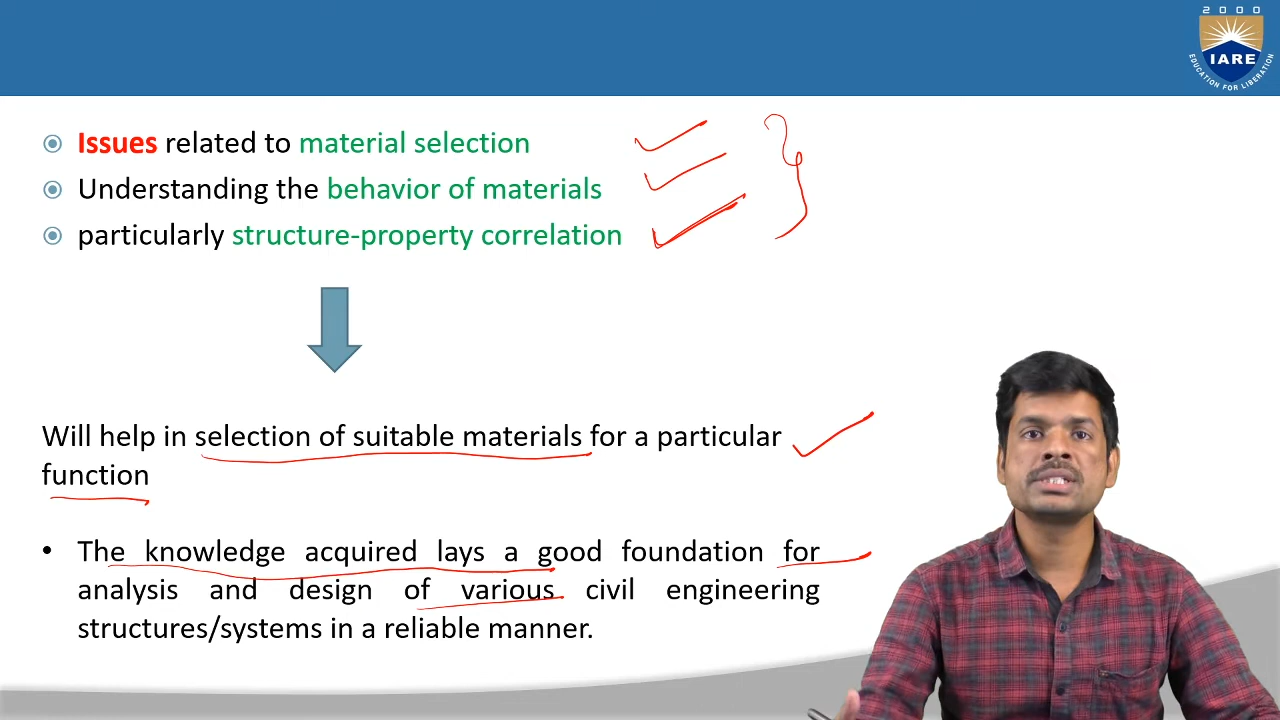 2000
IARE
EDUCATION FOR LIBERATION
Issues related to material selection
Understanding the behavior of materials
particularly structure-property correlation
Will help in selection of suitable materials for a particular
function
• The knowledge acquired lays a good foundation for
analysis and design of various civil engineering
structures/systems in a reliable manner.